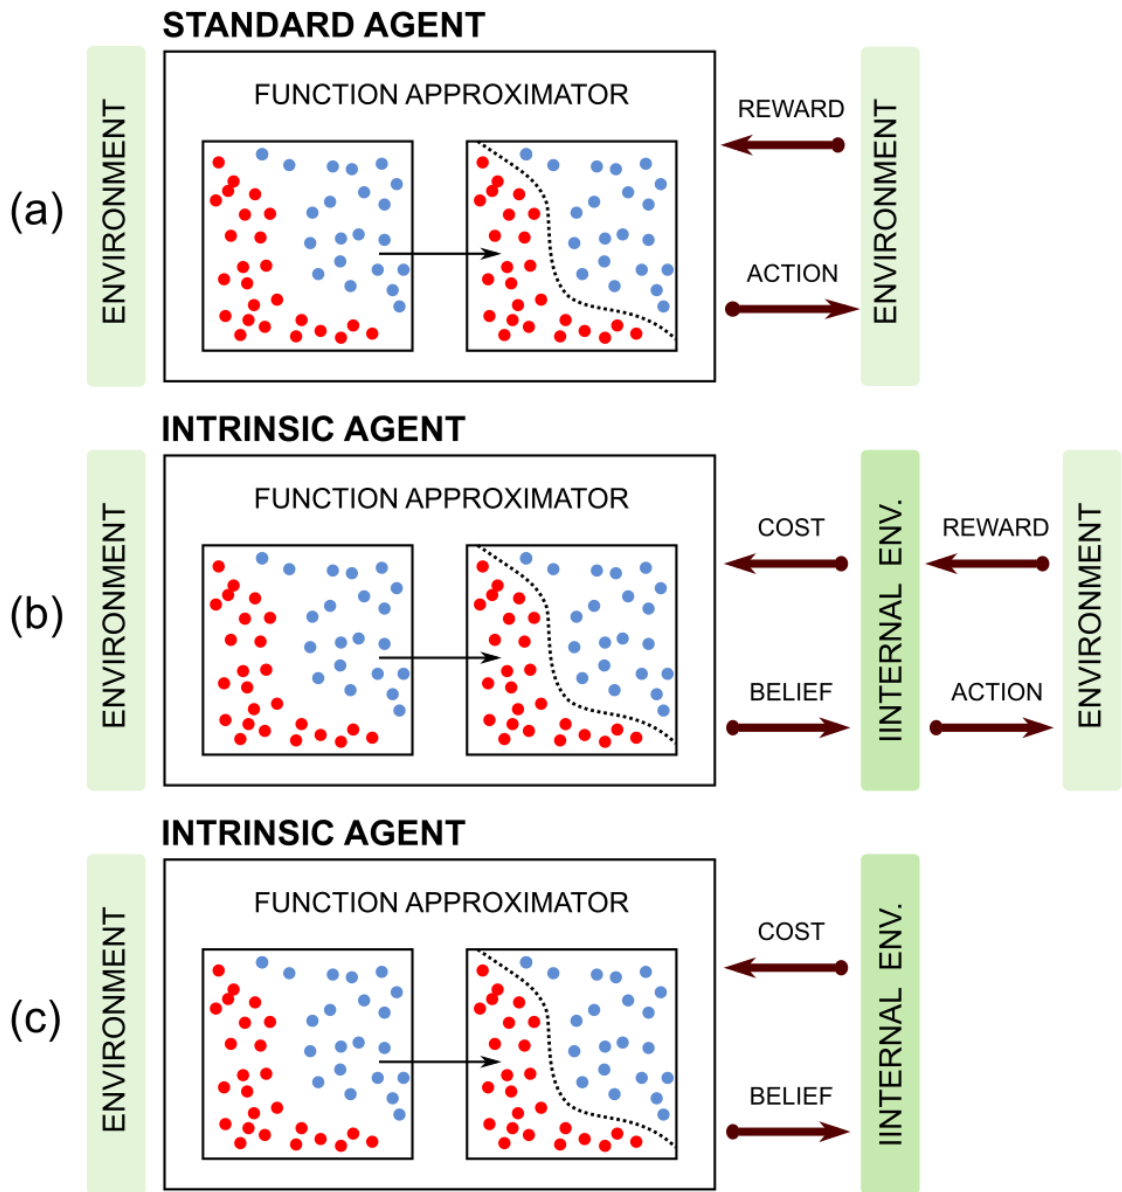 STANDARD AGENT
(a)
ENVIRONMENT
FUNCTION APPROXIMATOR
REWARD
ACTION
ENVIRONMENT
INTRINSIC AGENT
(b)
ENVIRONMENT
FUNCTION APPROXIMATOR
COST
BELIEF
IINTERNAL ENV.
REWARD
ACTION
ENVIRONMENT
INTRINSIC AGENT
(c)
ENVIRONMENT
FUNCTION APPROXIMATOR
COST
BELIEF
IINTERNAL ENV.